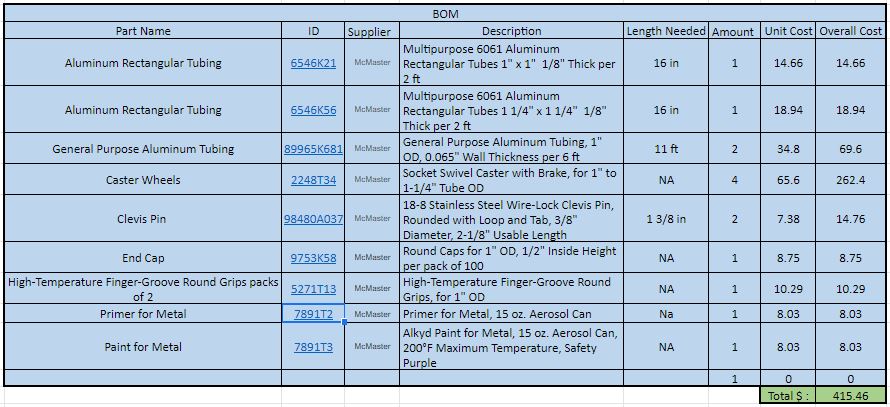 BOM
Part Name ID Supplier Description Length Needed Amount Unit Cost Overall Cost
Aluminum Rectangular Tubing 6546K21 McMaster Multipurpose 6061 Aluminum
Rectangular Tubes 1" x 1" 1/8" Thick per
2 ft 16 in 1 14.66 14.66
Aluminum Rectangular Tubing 6546K56 McMaster Multipurpose 6061 Aluminum
Rectangular Tubes 1 1/4" x 1 1/4" 1/8"
Thick per 2 ft 16 in 1 18.94 18.94
General Purpose Aluminum Tubing 89965K681 McMaster General Purpose Aluminum Tubing, 1"
OD, 0.065" Wall Thickness per 6 ft 11 ft 2 34.8 69.6
Caster Wheels 2248T34 McMaster Socket Swivel Caster with Brake, for 1" to
1-1/4" Tube OD NA 4 65.6 262.4
Clevis Pin 98480A037 McMaster 18-8 Stainless Steel Wire-Lock Clevis Pin,
Rounded with Loop and Tab, 3/8"
Diameter, 2-1/8" Usable Length 1 3/8 in 2 7.38 14.76
End Cap 9753K58 McMaster Round Caps for 1" OD, 1/2" Inside Height
per pack of 100 NA 1 8.75 8.75
High-Temperature Finger-Groove Round Grips packs
of 2 5271T13 McMaster High-Temperature Finger-Groove Round
Grips, for 1" OD NA 1 10.29 10.29
Primer for Metal 7891T2 McMaster Primer for Metal, 15 oz. Aerosol Can Na 1 8.03 8.03
Paint for Metal 7891T3 McMaster Alkyd Paint for Metal, 15 oz. Aerosol Can,
200°F Maximum Temperature, Safety
Purple NA 1 8.03 8.03
1 0 0
Total $ : 415.46